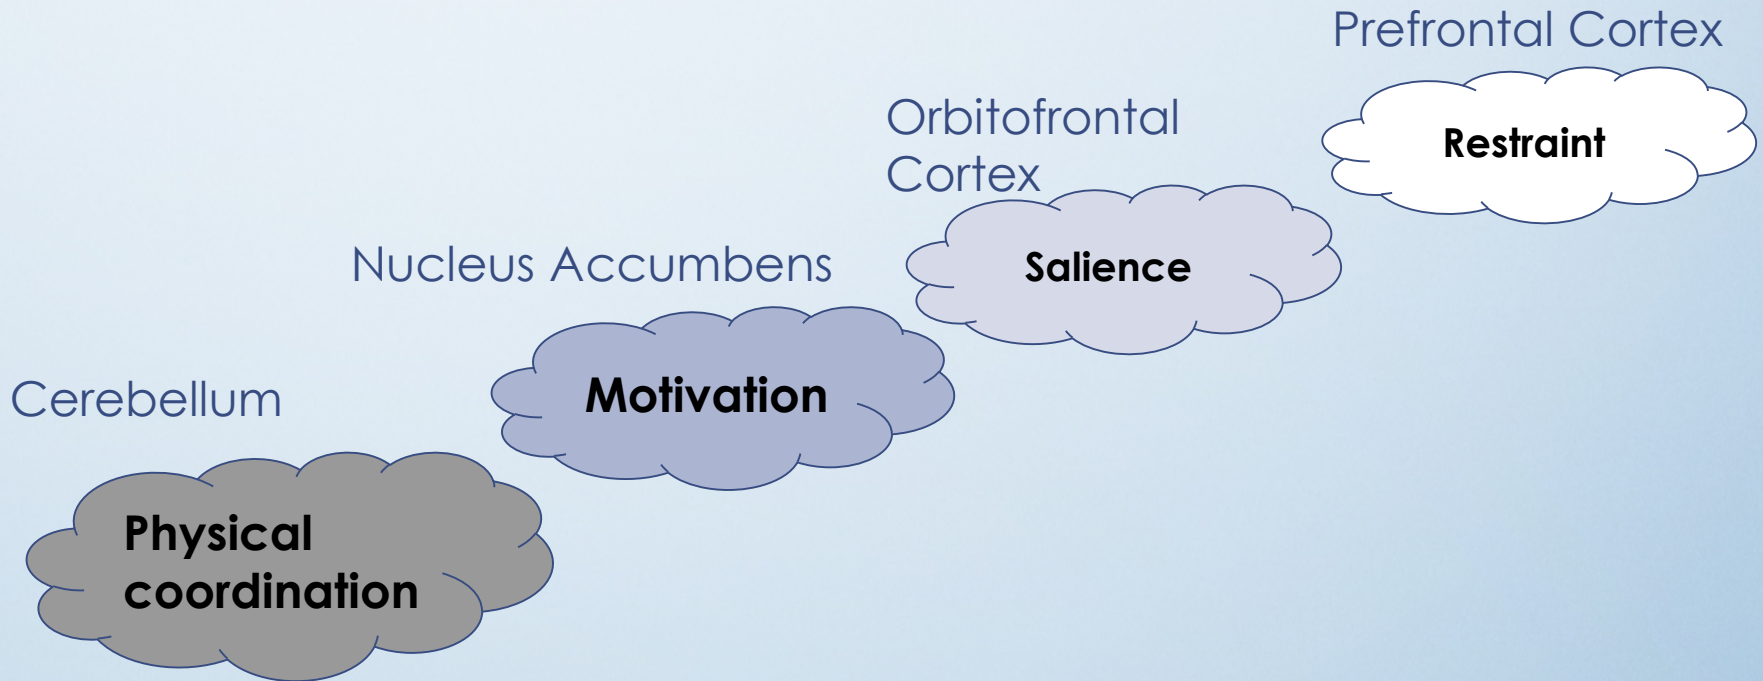 Prefrontal Cortex
Restraint
Orbitofrontal
Cortex
Salience
Nucleus Accumbens
Motivation
Cerebellum
Physical
coordination